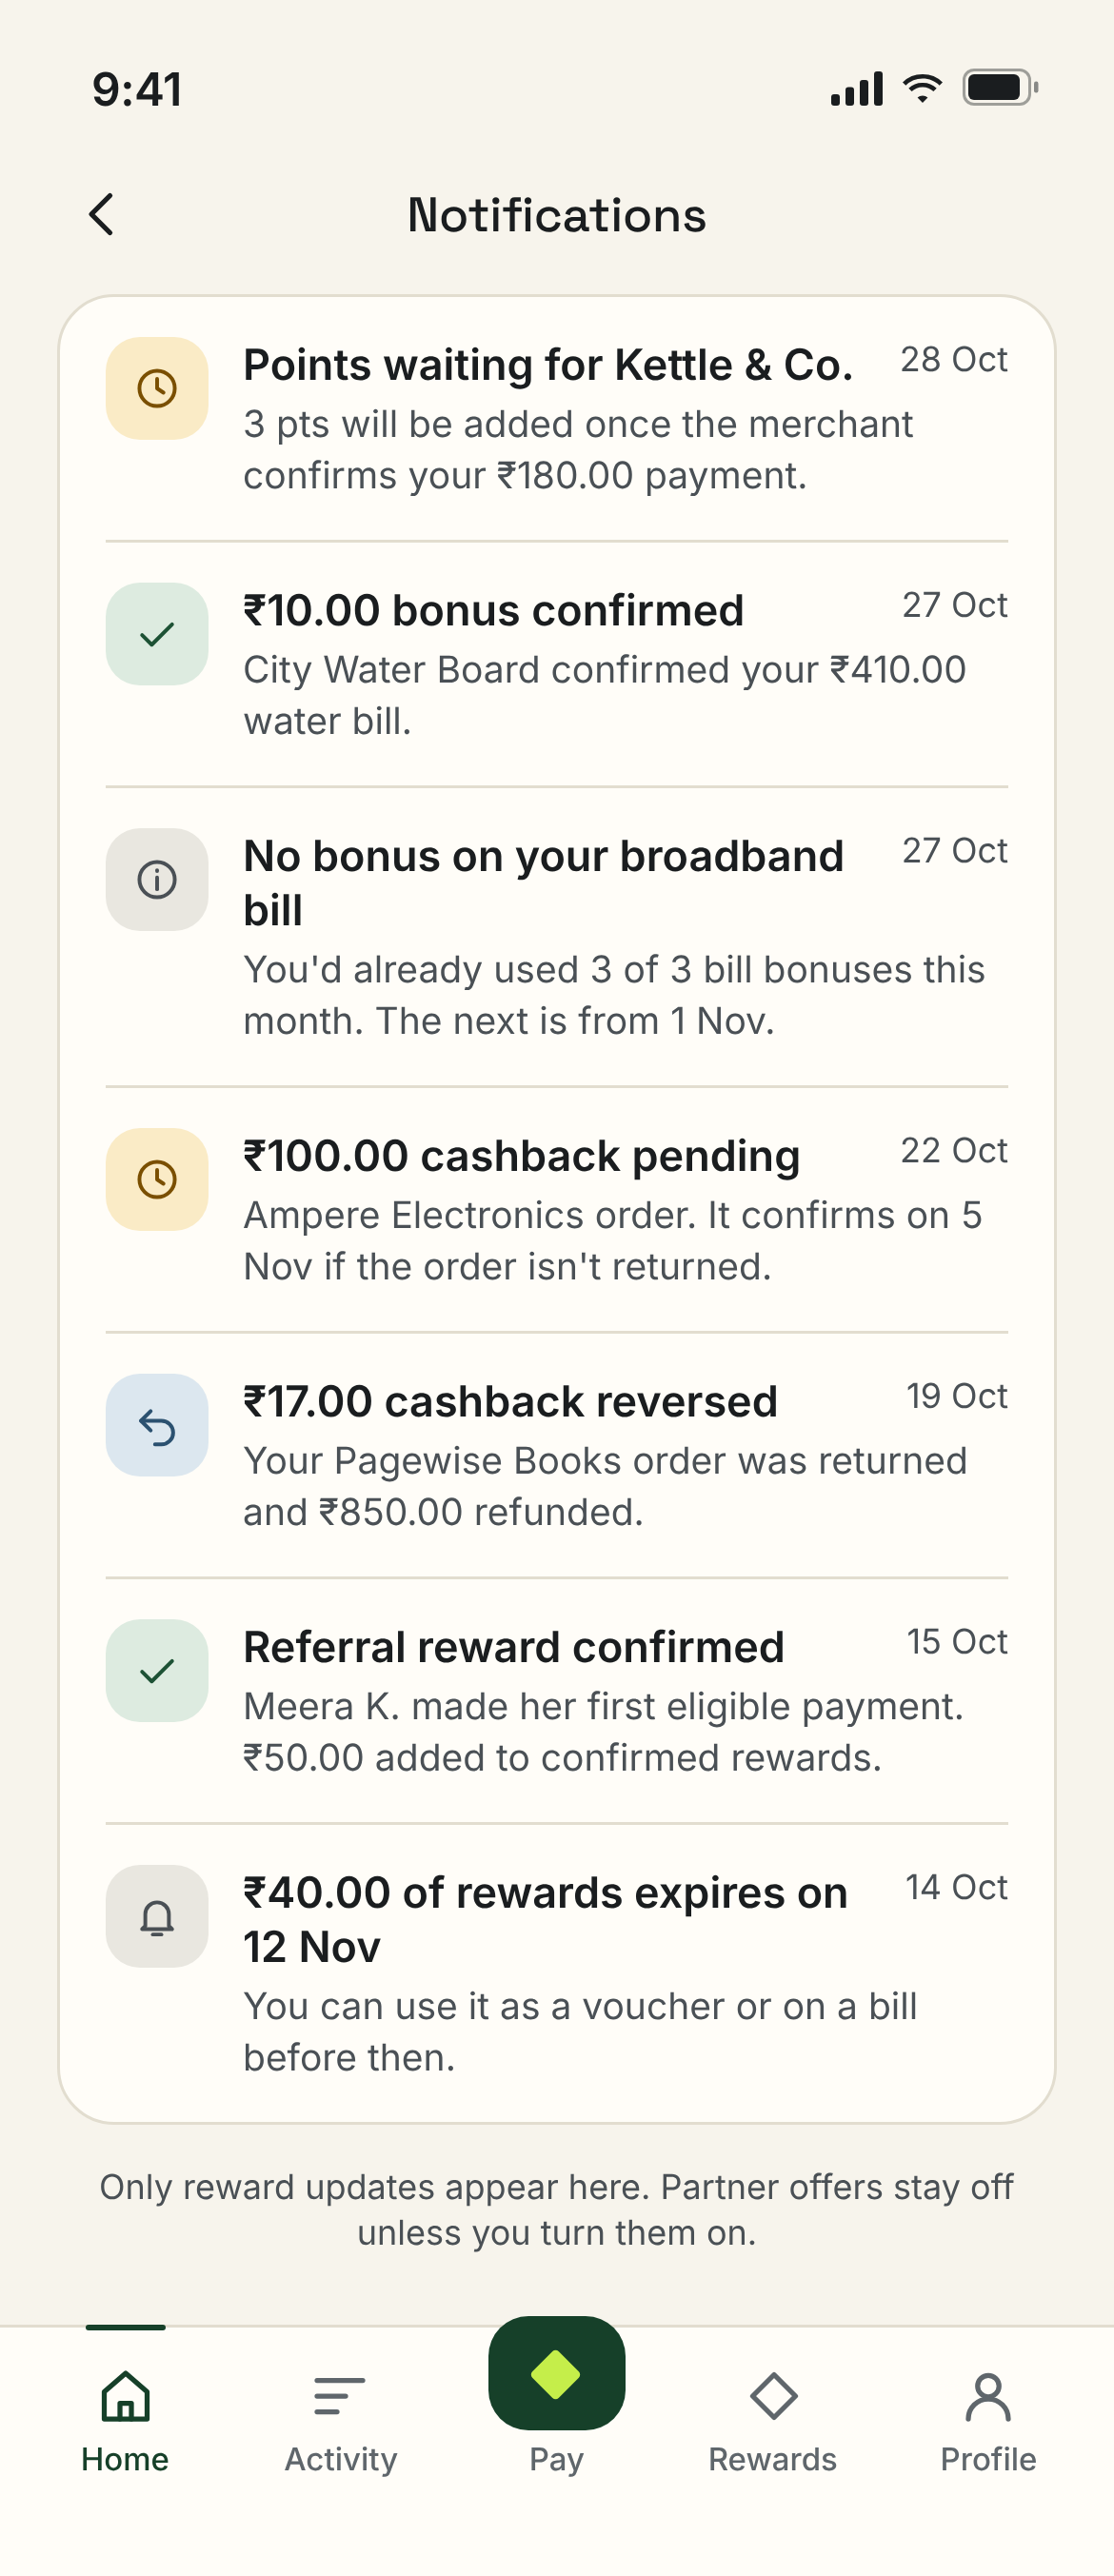 9:41
Notifications
Points waiting for Kettle & Co.
28 Oct
3 pts will be added once the merchant
confirms your ₹180.00 payment.
₹10.00 bonus confirmed
27 Oct
City Water Board confirmed your ₹410.00
water bill.
No bonus on your broadband
27 Oct
bill
You'd already used 3 of 3 bill bonuses this
month. The next is from 1 Nov.
₹100.00 cashback pending
22 Oct
Ampere Electronics order. It confirms on 5
Nov if the order isn't returned.
₹17.00 cashback reversed
19 Oct
Your Pagewise Books order was returned
and ₹850.00 refunded.
Referral reward confirmed
15 Oct
Meera K. made her first eligible payment.
₹50.00 added to confirmed rewards.
₹40.00 of rewards expires on
14 Oct
12 Nov
You can use it as a voucher or on a bill
before then.
Only reward updates appear here. Partner offers stay off
unless you turn them on.
Home
Activity
Pay
Rewards
Profile